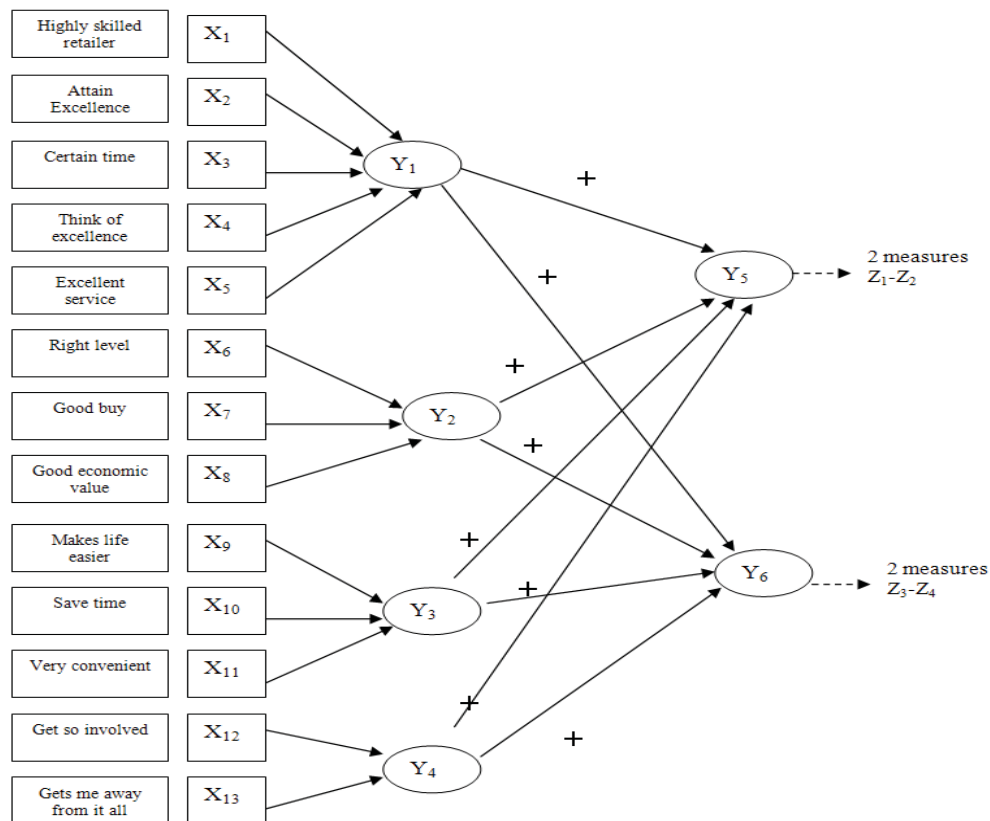 Highly skilled
retailer
X₁
Attain
Excellence
X₂
Certain time
X₃
Think of
excellence
X₄
Excellent
service
X₅
Right level
X₆
Good buy
X₇
Good economic
value
X₈
Makes life
easier
X₉
Save time
X₁₀
Very convenient
X₁₁
Get so involved
X₁₂
Gets me away
from it all
X₁₃
Y₁
Y₂
Y₃
Y₄
+
+
+
+
+
+
+
+
Y₅
2 measures
Z₁-Z₂
Y₆
2 measures
Z₃-Z₄